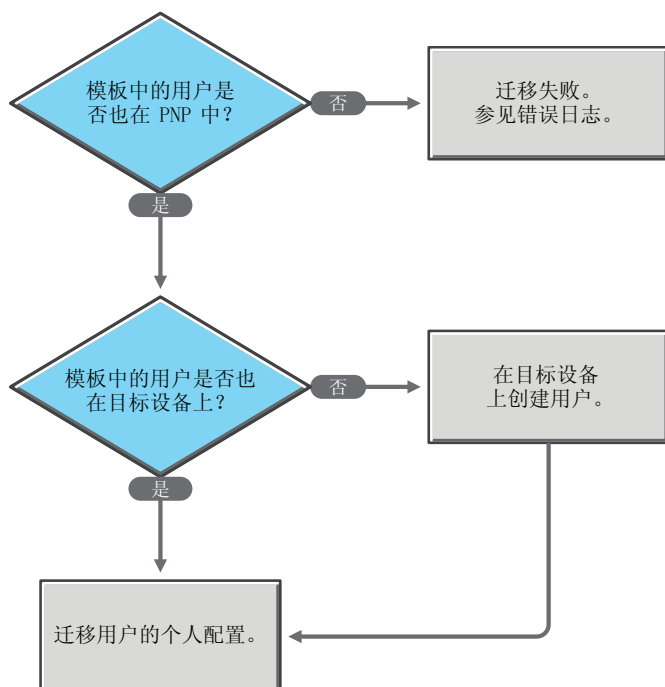 模板中的用户是
否也在 PNP 中？
否
迁移失败。
参见错误日志。
是
模板中的用户是否也
在目标设备上？
否
在目标设备
上创建用户。
是
迁移用户的个人配置。